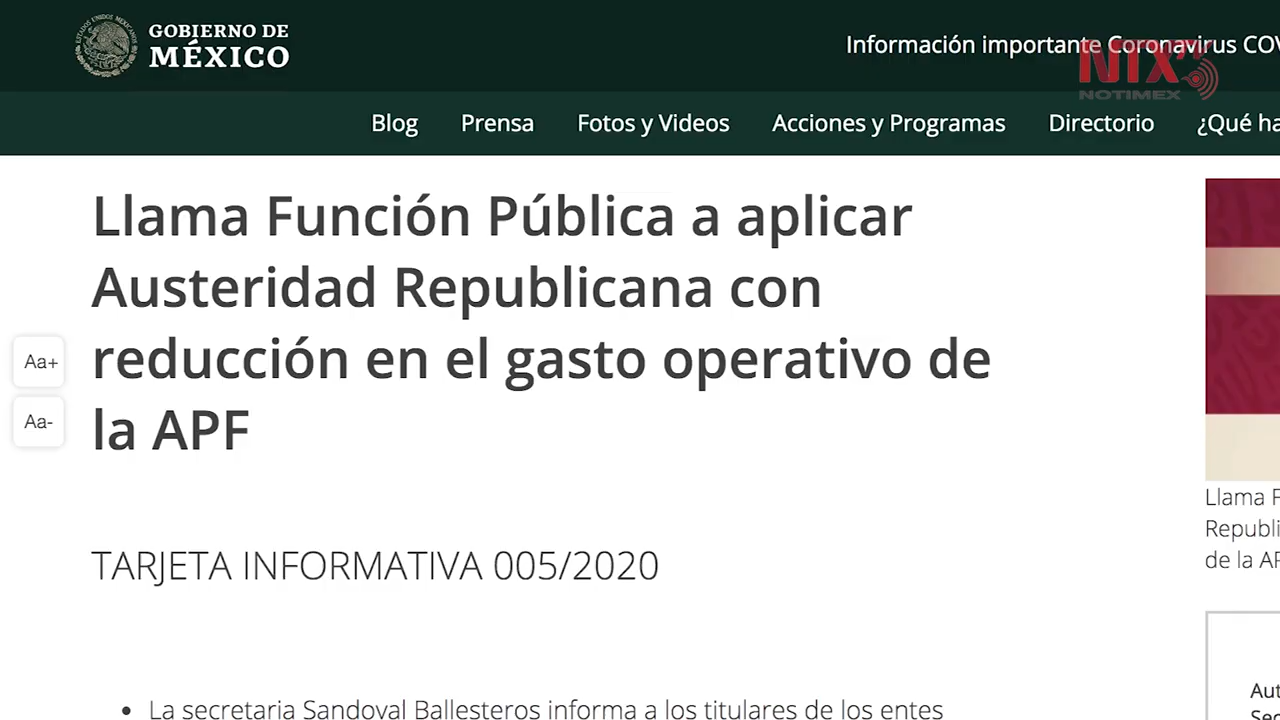 GOBIERNO DE
MÉXICO
Información importante Coronavirus COV
NTX
NOTIMEX
Blog Prensa Fotos y Videos Acciones y Programas Directorio ¿Qué ha
Llama Función Pública a aplicar
Austeridad Republicana con
reducción en el gasto operativo de
la APF
Aa+
Aa-
TARJETA INFORMATIVA 005/2020
Llama F
Republi
de la AP
• La secretaria Sandoval Ballesteros informa a los titulares de los entes
Aut
Sec